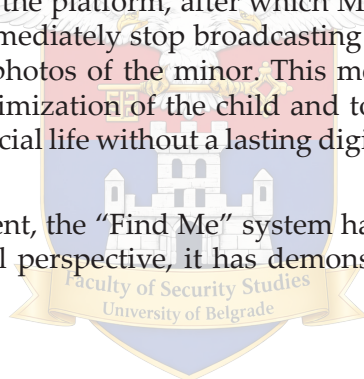 the platform, after which M
mediately stop broadcasting
photos of the minor. This m
imization of the child and to
cial life without a lasting digi
ent, the “Find Me” system ha
l perspective, it has demons
Faculty of Security Studies
University of Belgrade